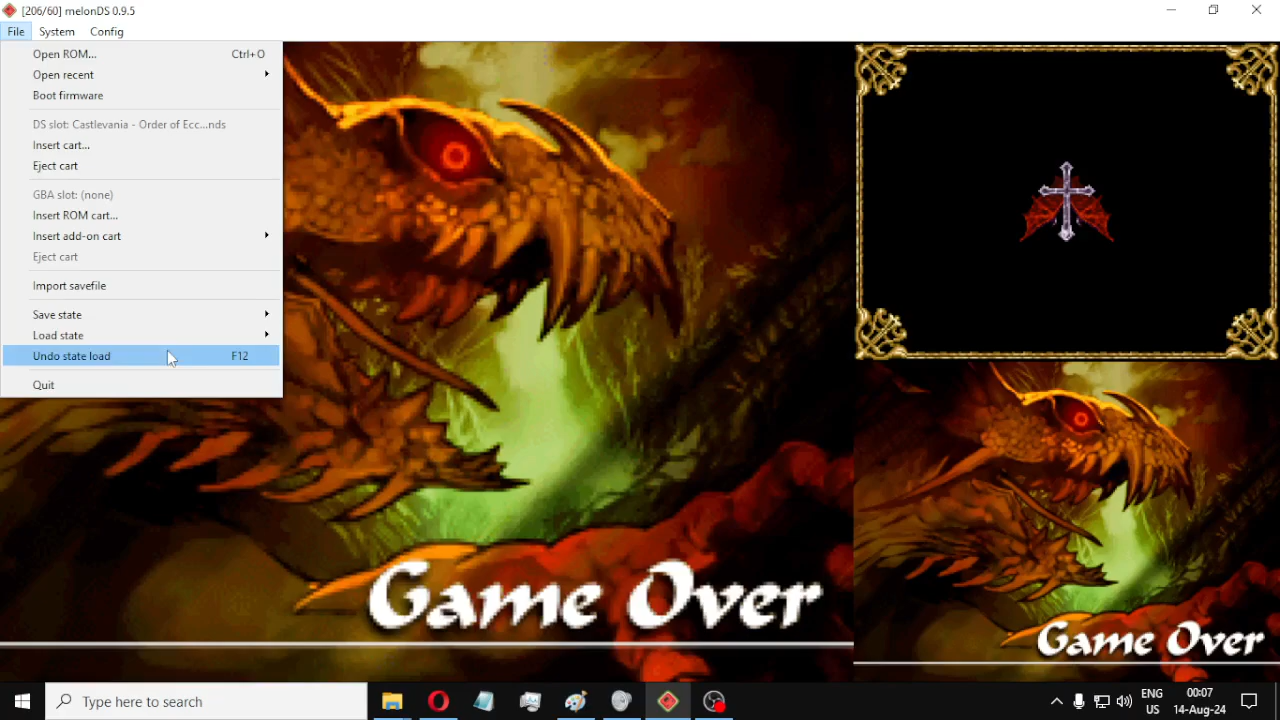 [206/60] melonDS 0.9.5
File System Config
Open ROM... Ctrl+O
Open recent
Boot firmware
DS slot: Castlevania - Order of Ecc...nds
Insert cart...
Eject cart
GBA slot: (none)
Insert ROM cart...
Insert add-on cart
Eject cart
Import savefile
Save state
Load state
Undo state load F12
Quit
Game Over
Game Over
Type here to search
ENG
US
00:07
14-Aug-24